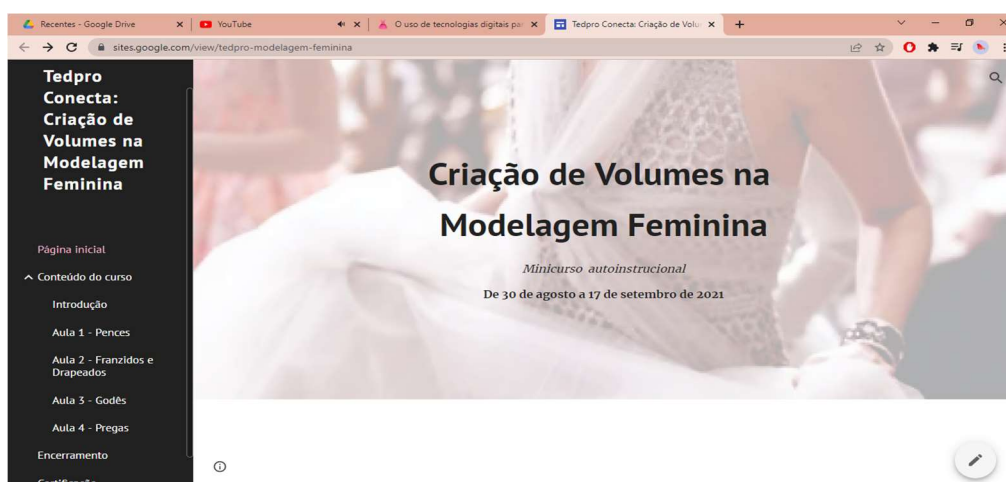 Recentes - Google Drive
YouTube
O uso de tecnologias digitais par
Tedpro Conecta: Criação de Volu
sites.google.com/view/tedpro-modelagem-feminina
Tedpro
Conecta:
Criação de
Volumes na
Modelagem
Feminina
Página inicial
Conteúdo do curso
Introdução
Aula 1 - Pences
Aula 2 - Franzidos e
Drapeados
Aula 3 - Godês
Aula 4 - Pregas
Encerramento
Certificação
Criação de Volumes na
Modelagem Feminina
Minicurso autoinstrucional
De 30 de agosto a 17 de setembro de 2021